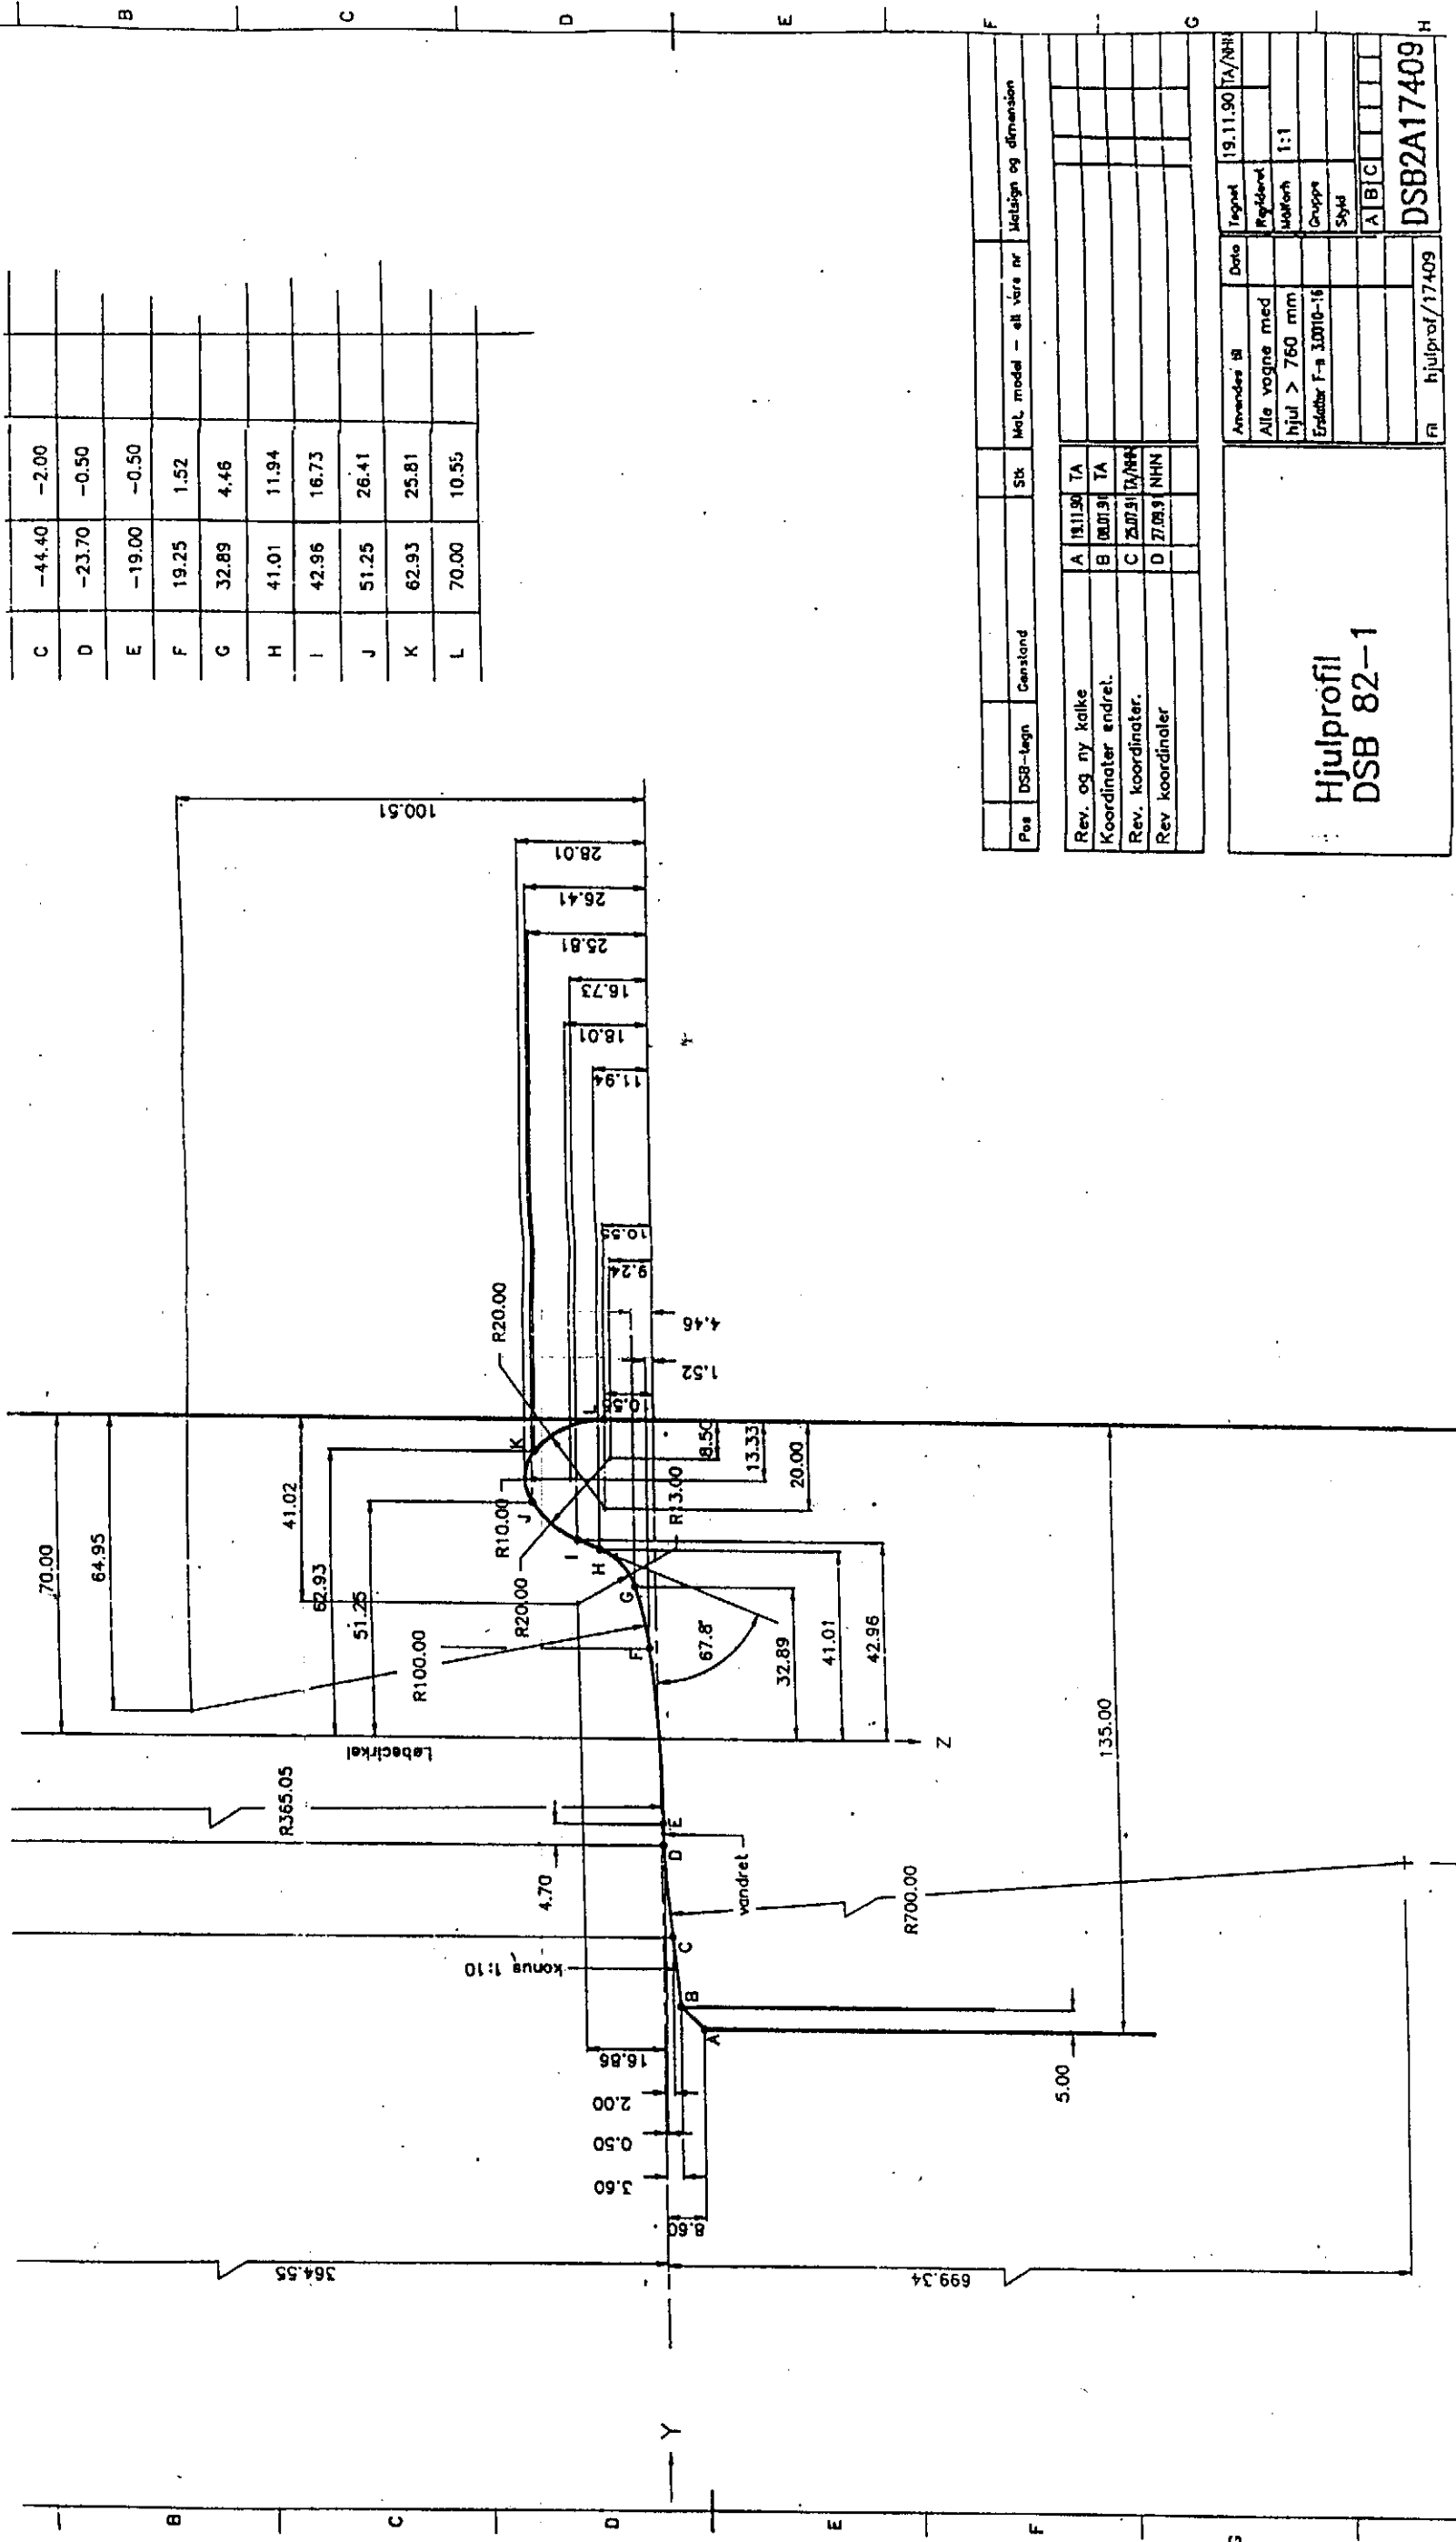 B
C
D
E
F
G
H
C -44.40 -2.00
D -23.70 -0.50
E -19.00 -0.50
F 19.25 1.52
G 32.89 4.46
H 41.01 11.94
I 42.96 16.73
J 51.25 26.41
K 62.93 25.81
L 70.00 10.55
100.51
28.01
26.41
25.81
16.73
18.01
11.94
10.55
9.24
4.46
1.52
10.55
70.00
64.95
41.02
62.93
51.25
R100.00
R20.00
R10.00
R20.00
R13.00
8.50
13.33
20.00
K
L
J
I
H
G
F
67.8°
32.89
41.01
42.96
135.00
Løbecirkel
Z
R365.05
4.70
E
D
vandret
R700.00
C
konus 1:10
B
A
16.86
2.00
0.50
3.60
8.60
5.00
364.55
699.34
Y
B
C
D
E
F
Pos DSB-tegn Genstand Stk Mat. model - ell vare nr Matsign og dimension
Rev. og ny kalke A 19.11.90 TA
Koordinater endret. B 08.01.91 TA
Rev. koordinater. C 25.07.91 TA/NHN
Rev koordinater D 27.09.91 NHN
Hjulprofil
DSB 82-1
Anvendes til Dato
Alle vogne med
hjul > 760 mm
Erstatter F-n 3.0010-16
Tegnet 19.11.90 TA/NHN
Målforh 1:1
Gruppe
Styld
A B C
Fil hjulprof/17409
DSB2A17409